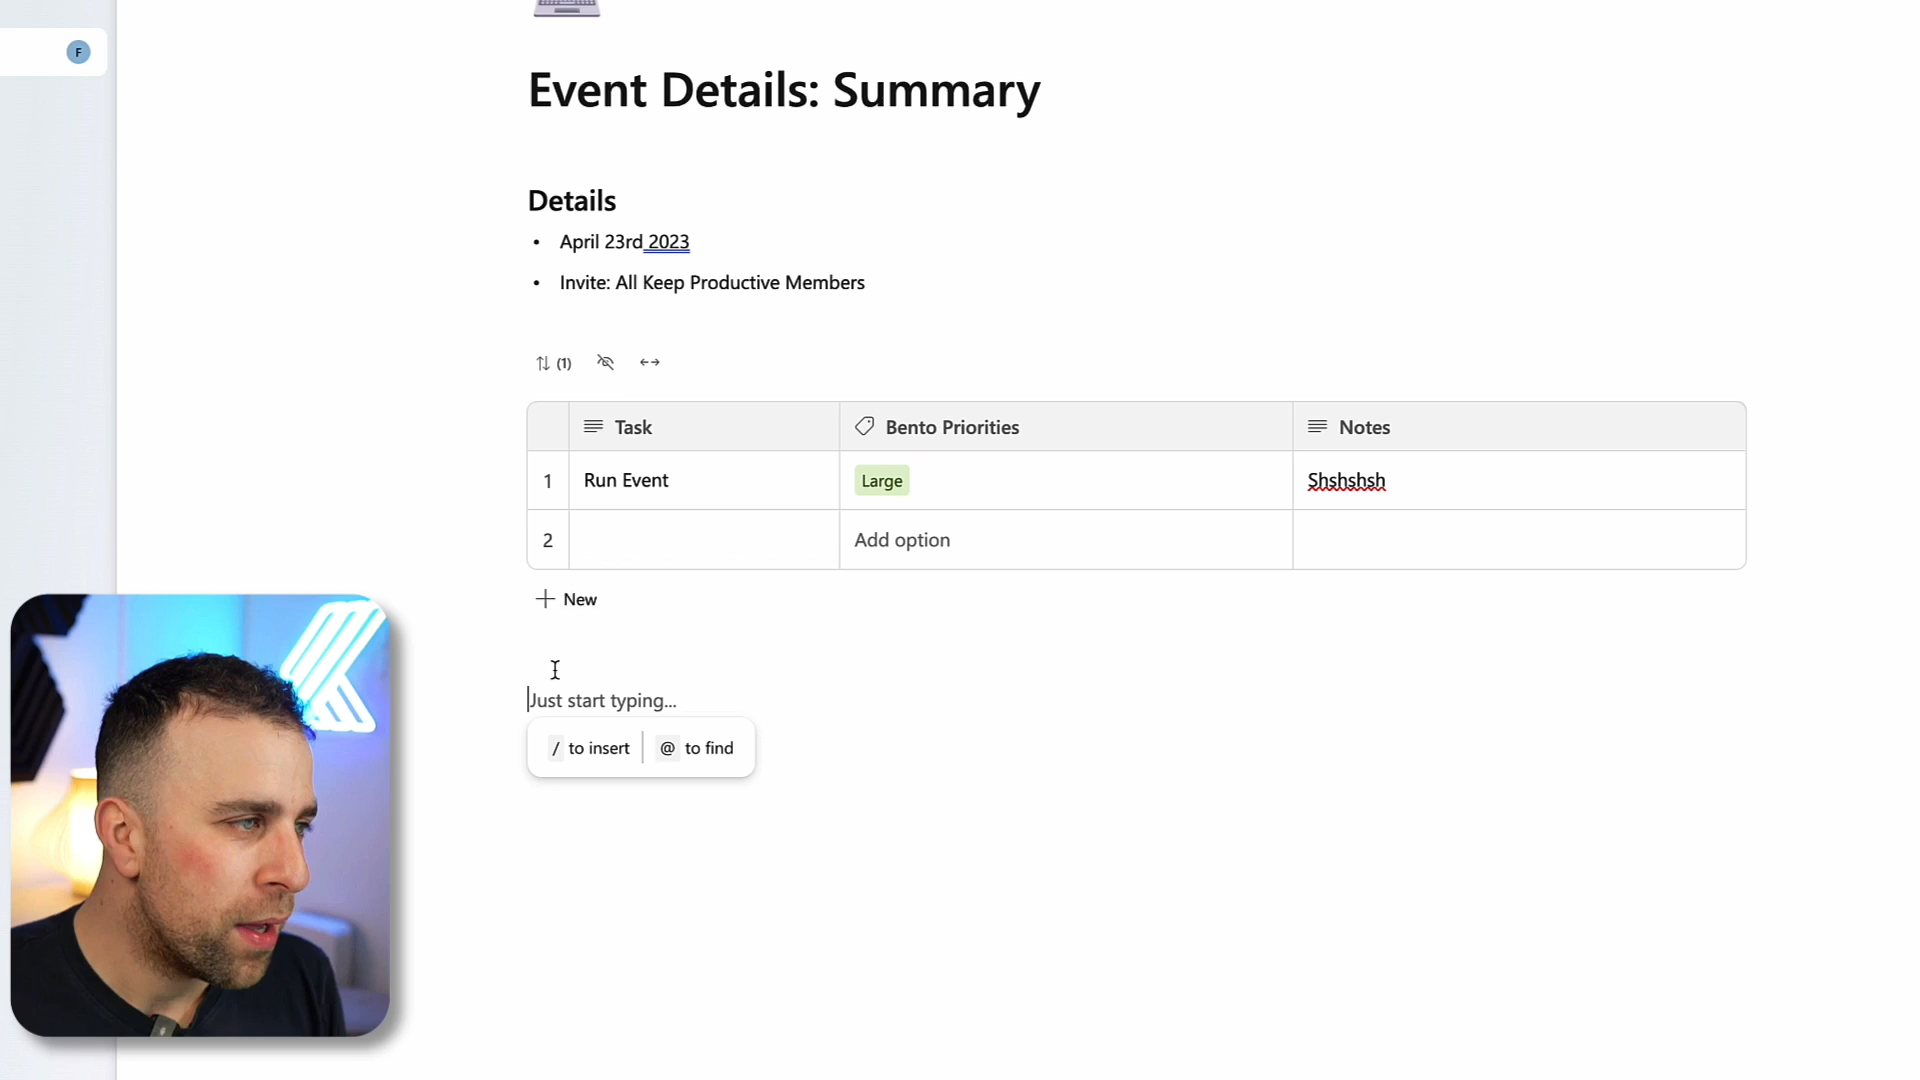 F
Event Details: Summary
Details
• April 23rd 2023
• Invite: All Keep Productive Members
(1)
Task Bento Priorities Notes
1 Run Event Large Shshshsh
2 Add option
+ New
Just start typing...
/ to insert @ to find